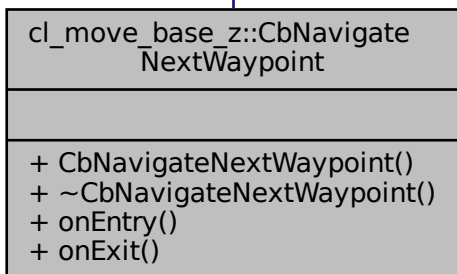 cl_move_base_z::CbNavigate
NextWaypoint
+ CbNavigateNextWaypoint()
+ ~CbNavigateNextWaypoint()
+ onEntry()
+ onExit()